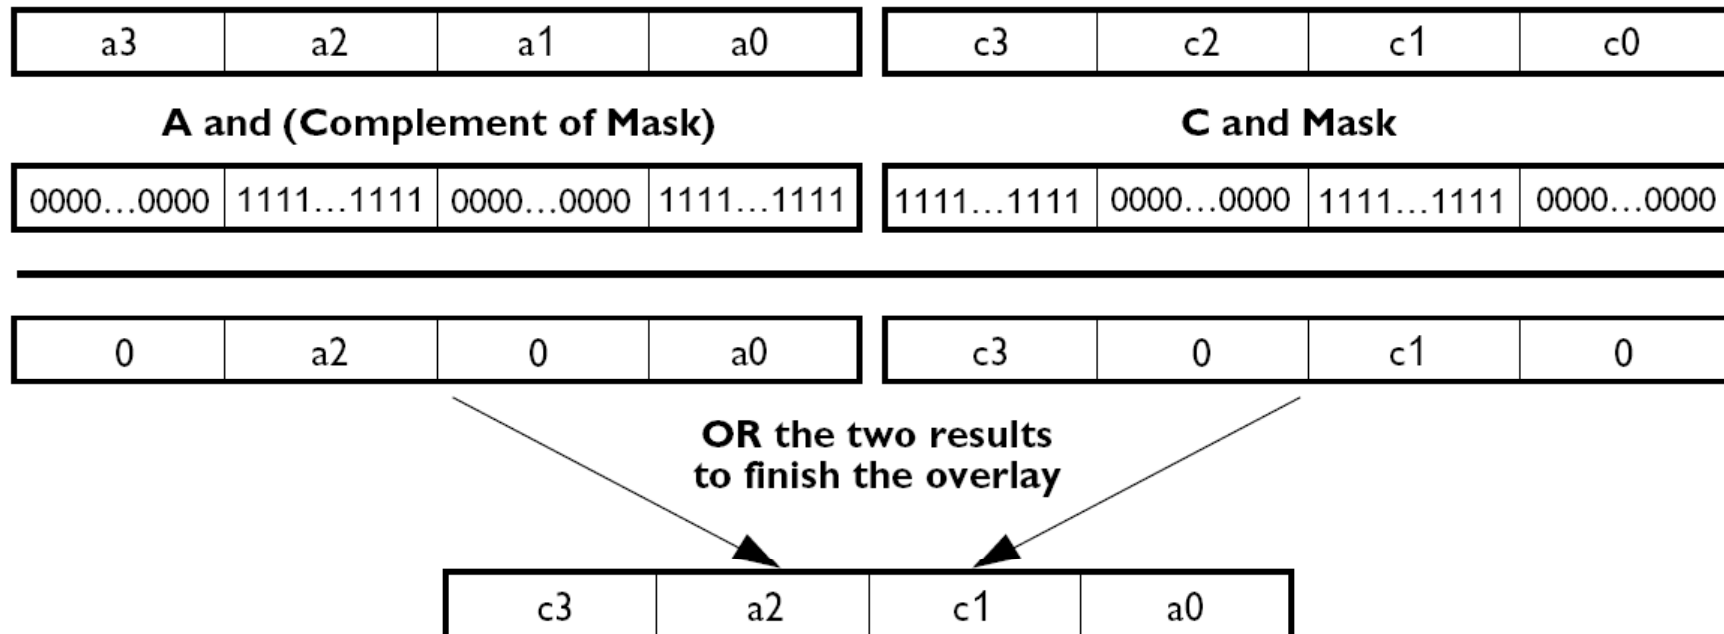 a3 a2 a1 a0 c3 c2 c1 c0
A and (Complement of Mask) C and Mask
0000...0000 1111...1111 0000...0000 1111...1111 1111...1111 0000...0000 1111...1111 0000...0000
0 a2 0 a0 c3 0 c1 0
OR the two results
to finish the overlay
c3 a2 c1 a0